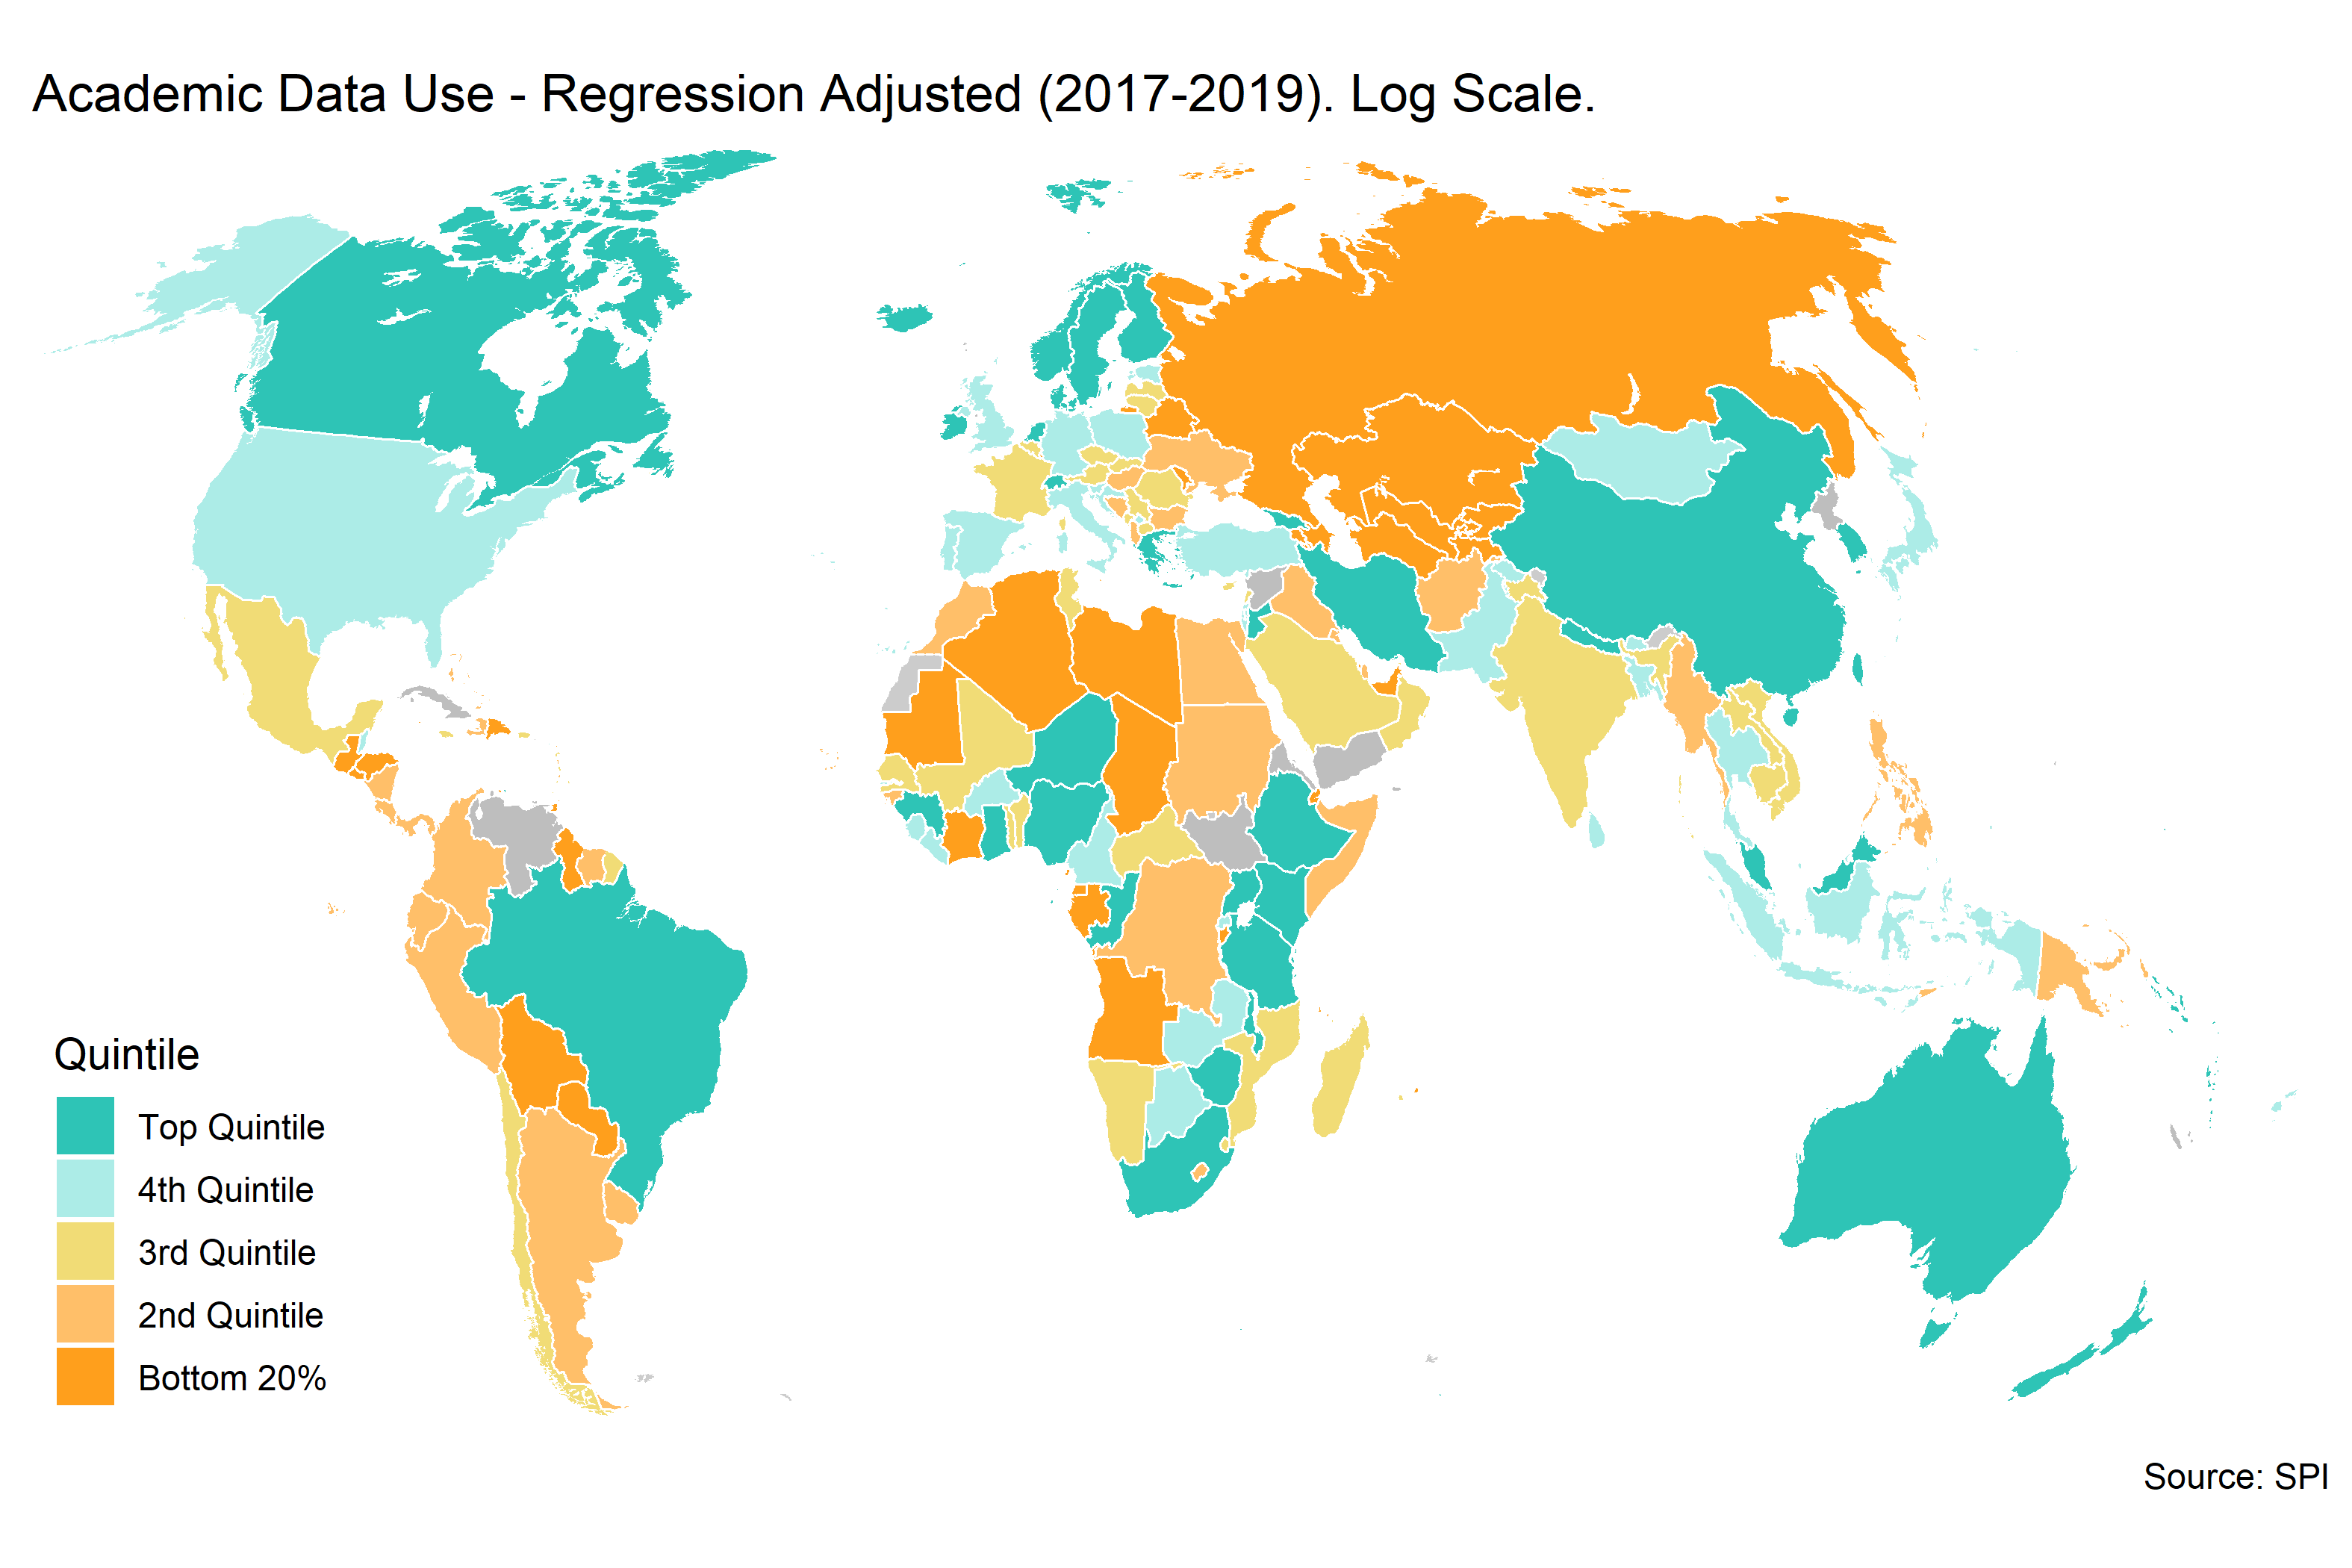 Academic Data Use - Regression Adjusted (2017-2019). Log Scale.
Quintile
Top Quintile
4th Quintile
3rd Quintile
2nd Quintile
Bottom 20%
Source: SPI